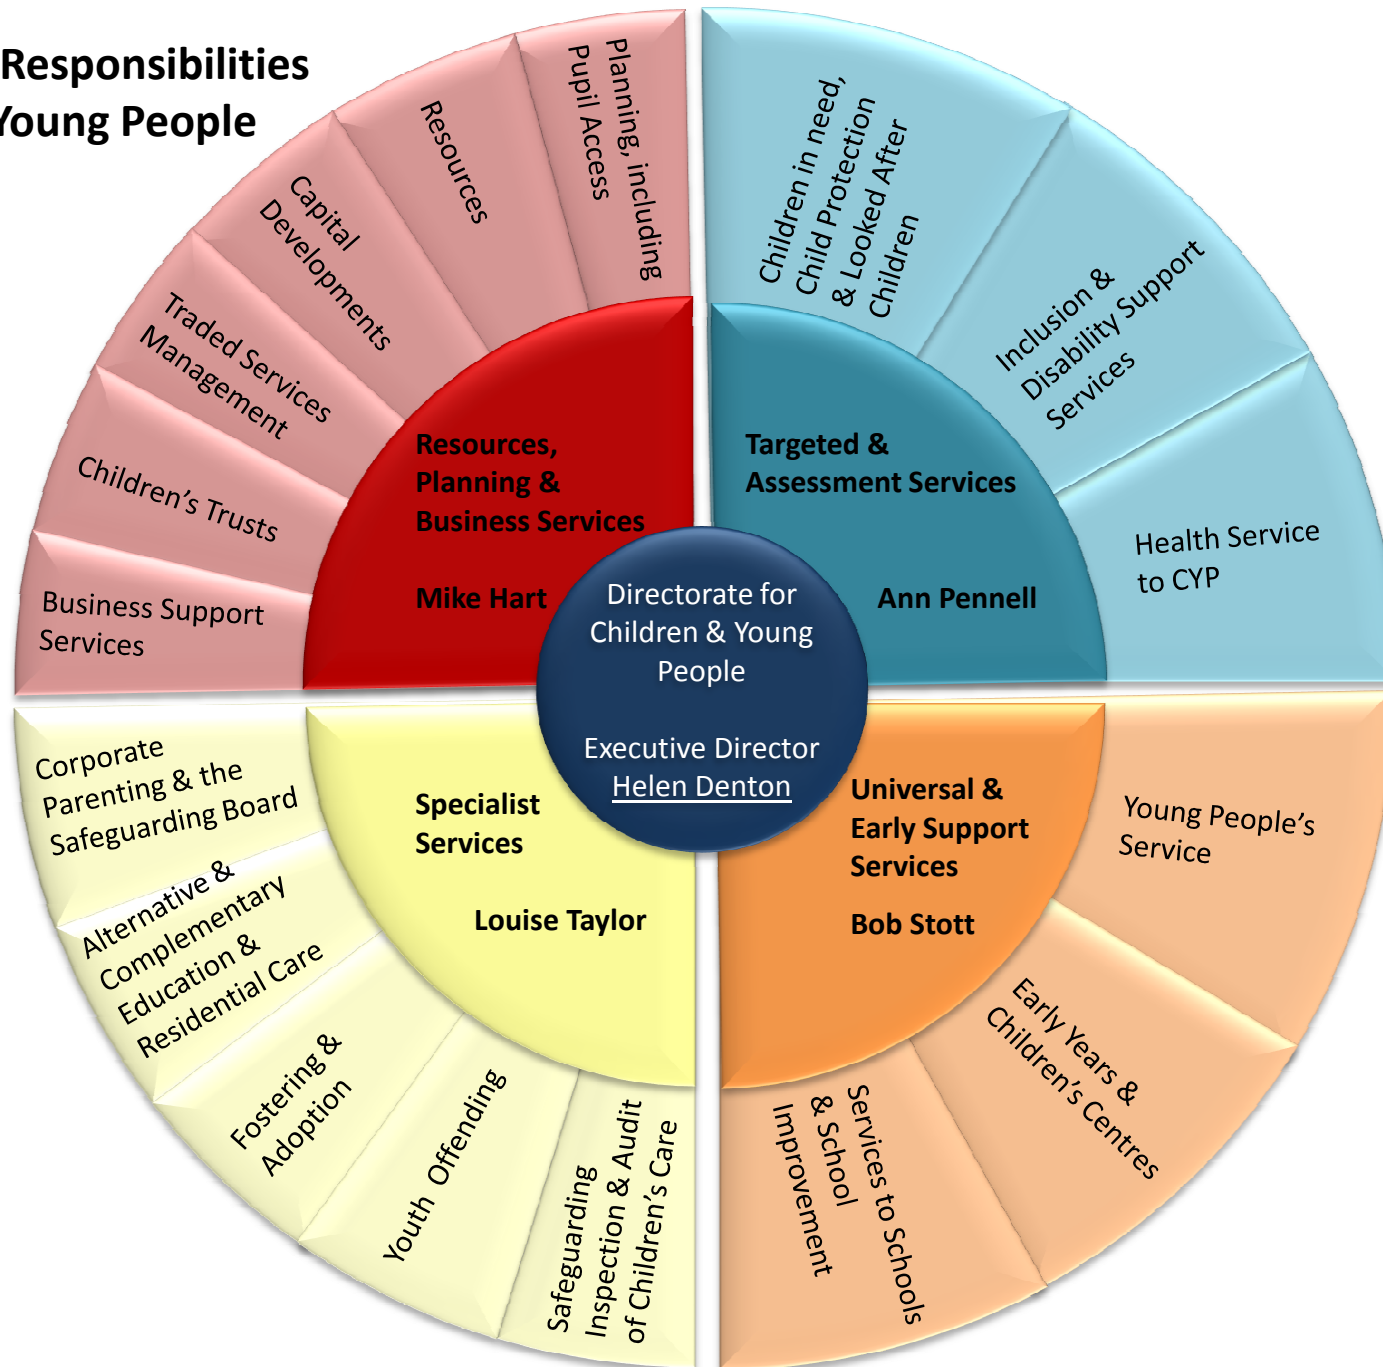 Responsibilities
Young People
Planning, including
Pupil Access
Resources
Capital
Developments
Traded Services
Management
Children's Trusts
Business Support
Services
Resources,
Planning &
Business Services
Mike Hart
Children in need,
Child Protection
& Looked After
Children
Inclusion &
Disability Support
Services
Health Service
to CYP
Targeted &
Assessment Services
Ann Pennell
Directorate for
Children & Young
People
Executive Director
Helen Denton
Corporate
Parenting & the
Safeguarding Board
Alternative &
Complementary
Education &
Residential Care
Fostering &
Adoption
Youth Offending
Safeguarding
Inspection & Audit
of Children's Care
Specialist
Services
Louise Taylor
Universal &
Early Support
Services
Bob Stott
Young People's
Service
Early Years &
Children's Centres
Services to Schools
& School
Improvement